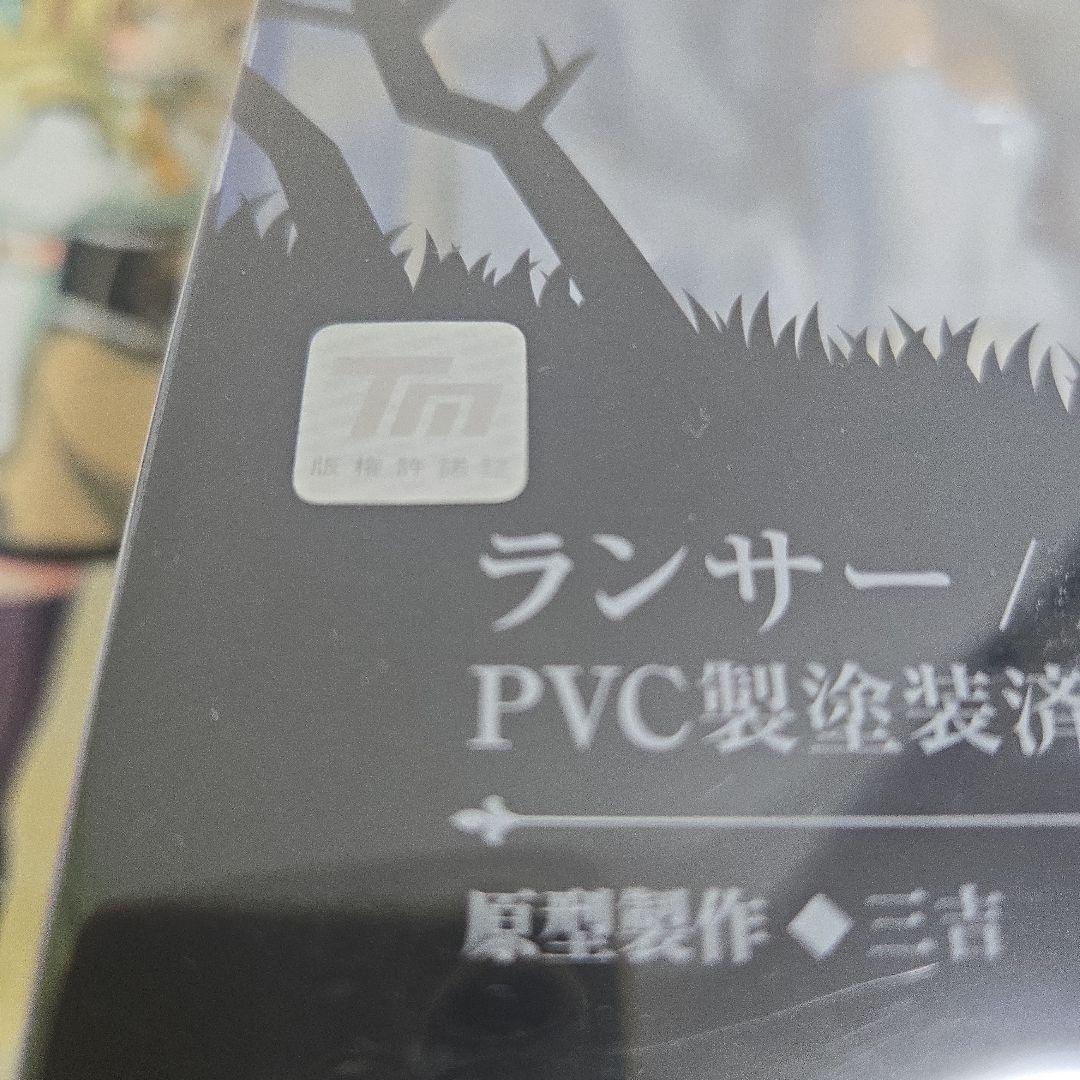 TM
版権許諾証
ランサー /
PVC製塗装済
原型製作◆三吉